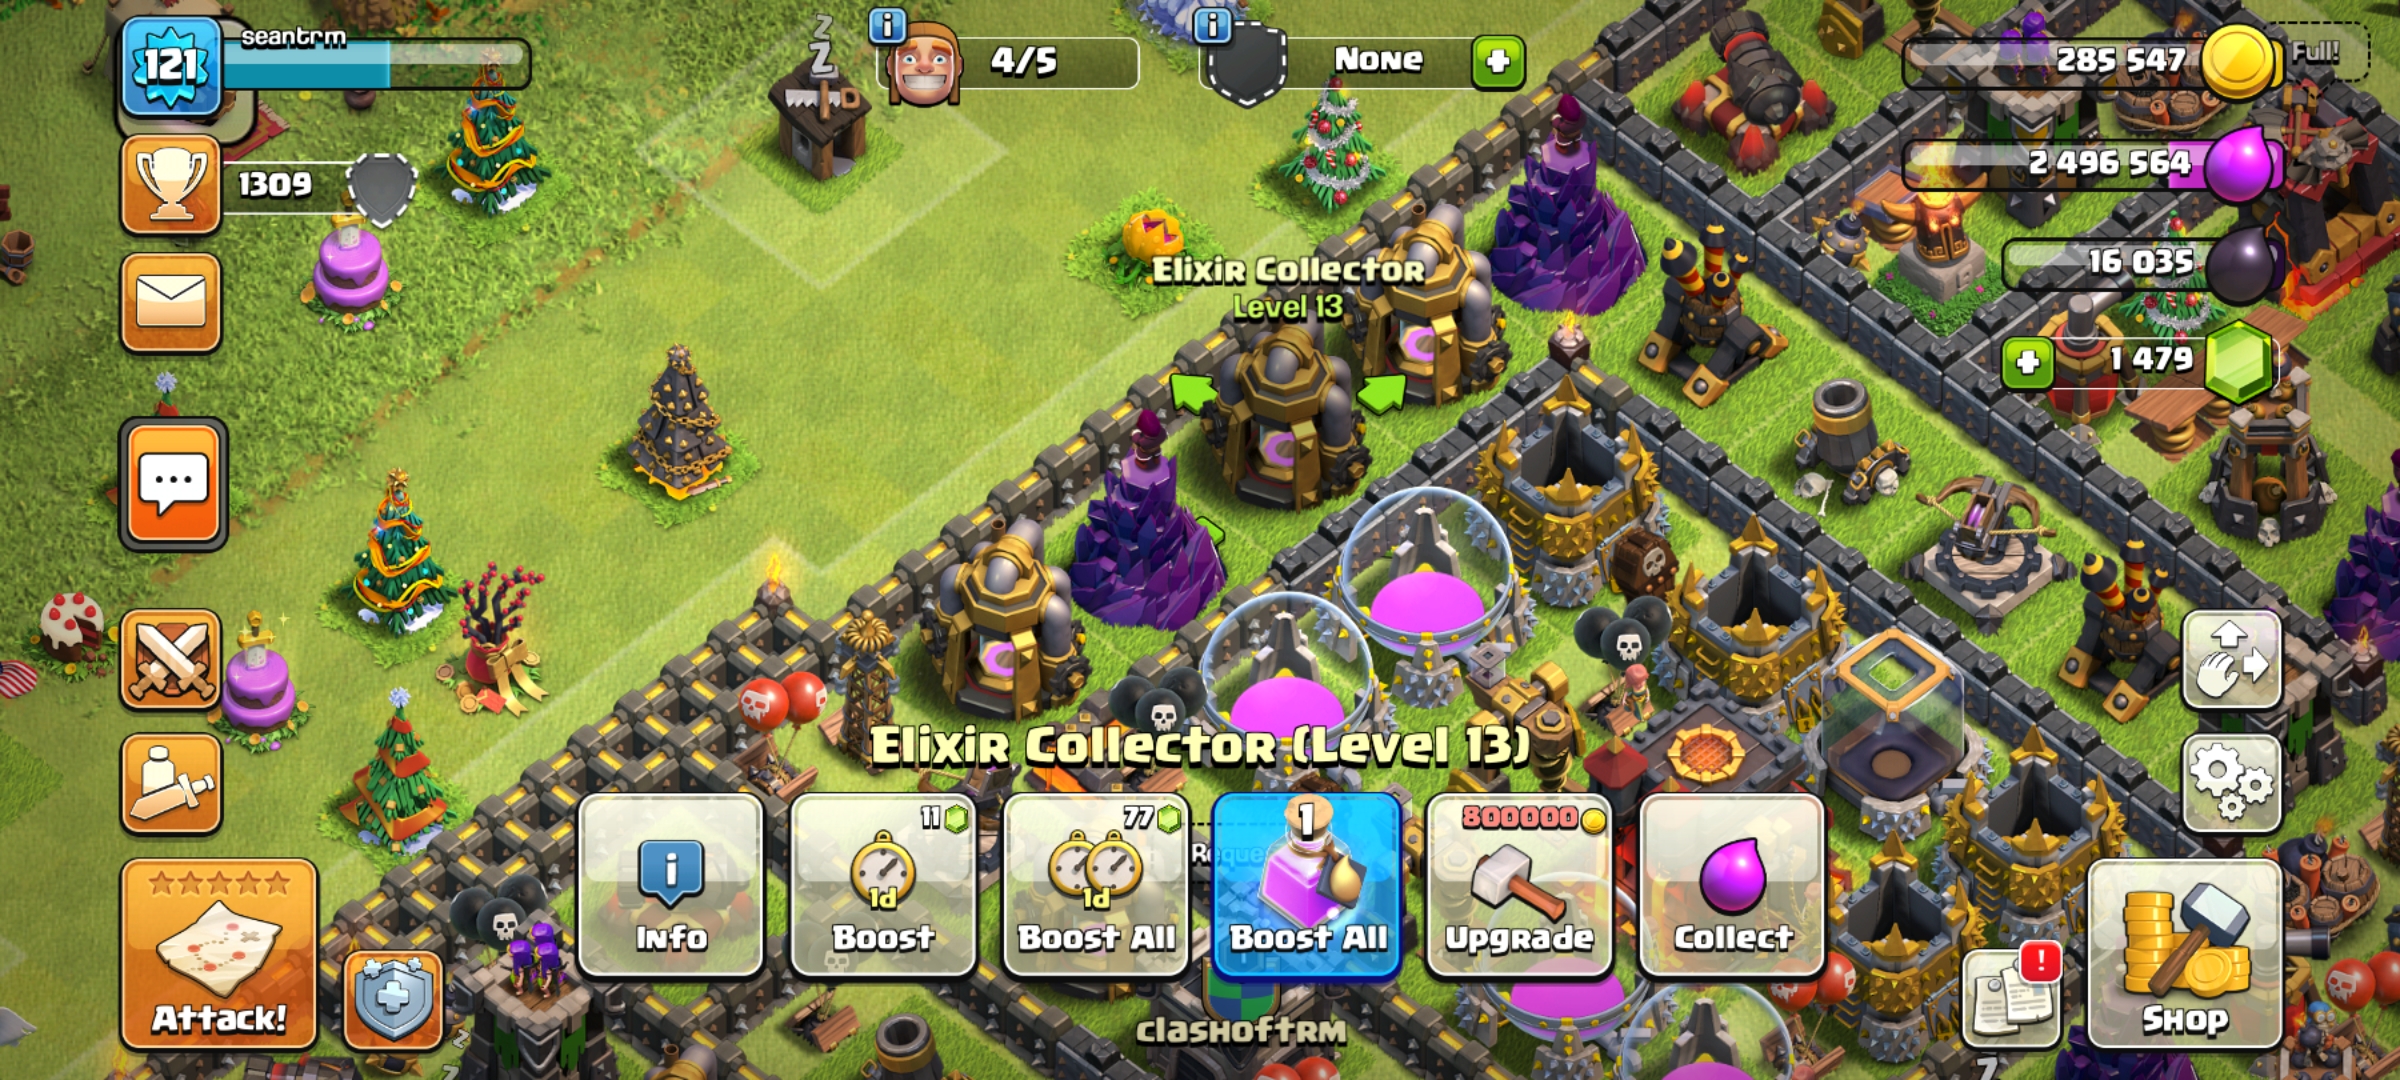 121
seantrm
4/5
None
285 547
Full!
1309
2 496 564
16 035
1 479
Elixir Collector
Level 13
Elixir Collector (Level 13)
Info
11
1d
Boost
77
1d
Boost All
1
Boost All
800000
Upgrade
Collect
Attack!
clashoftrm
Shop